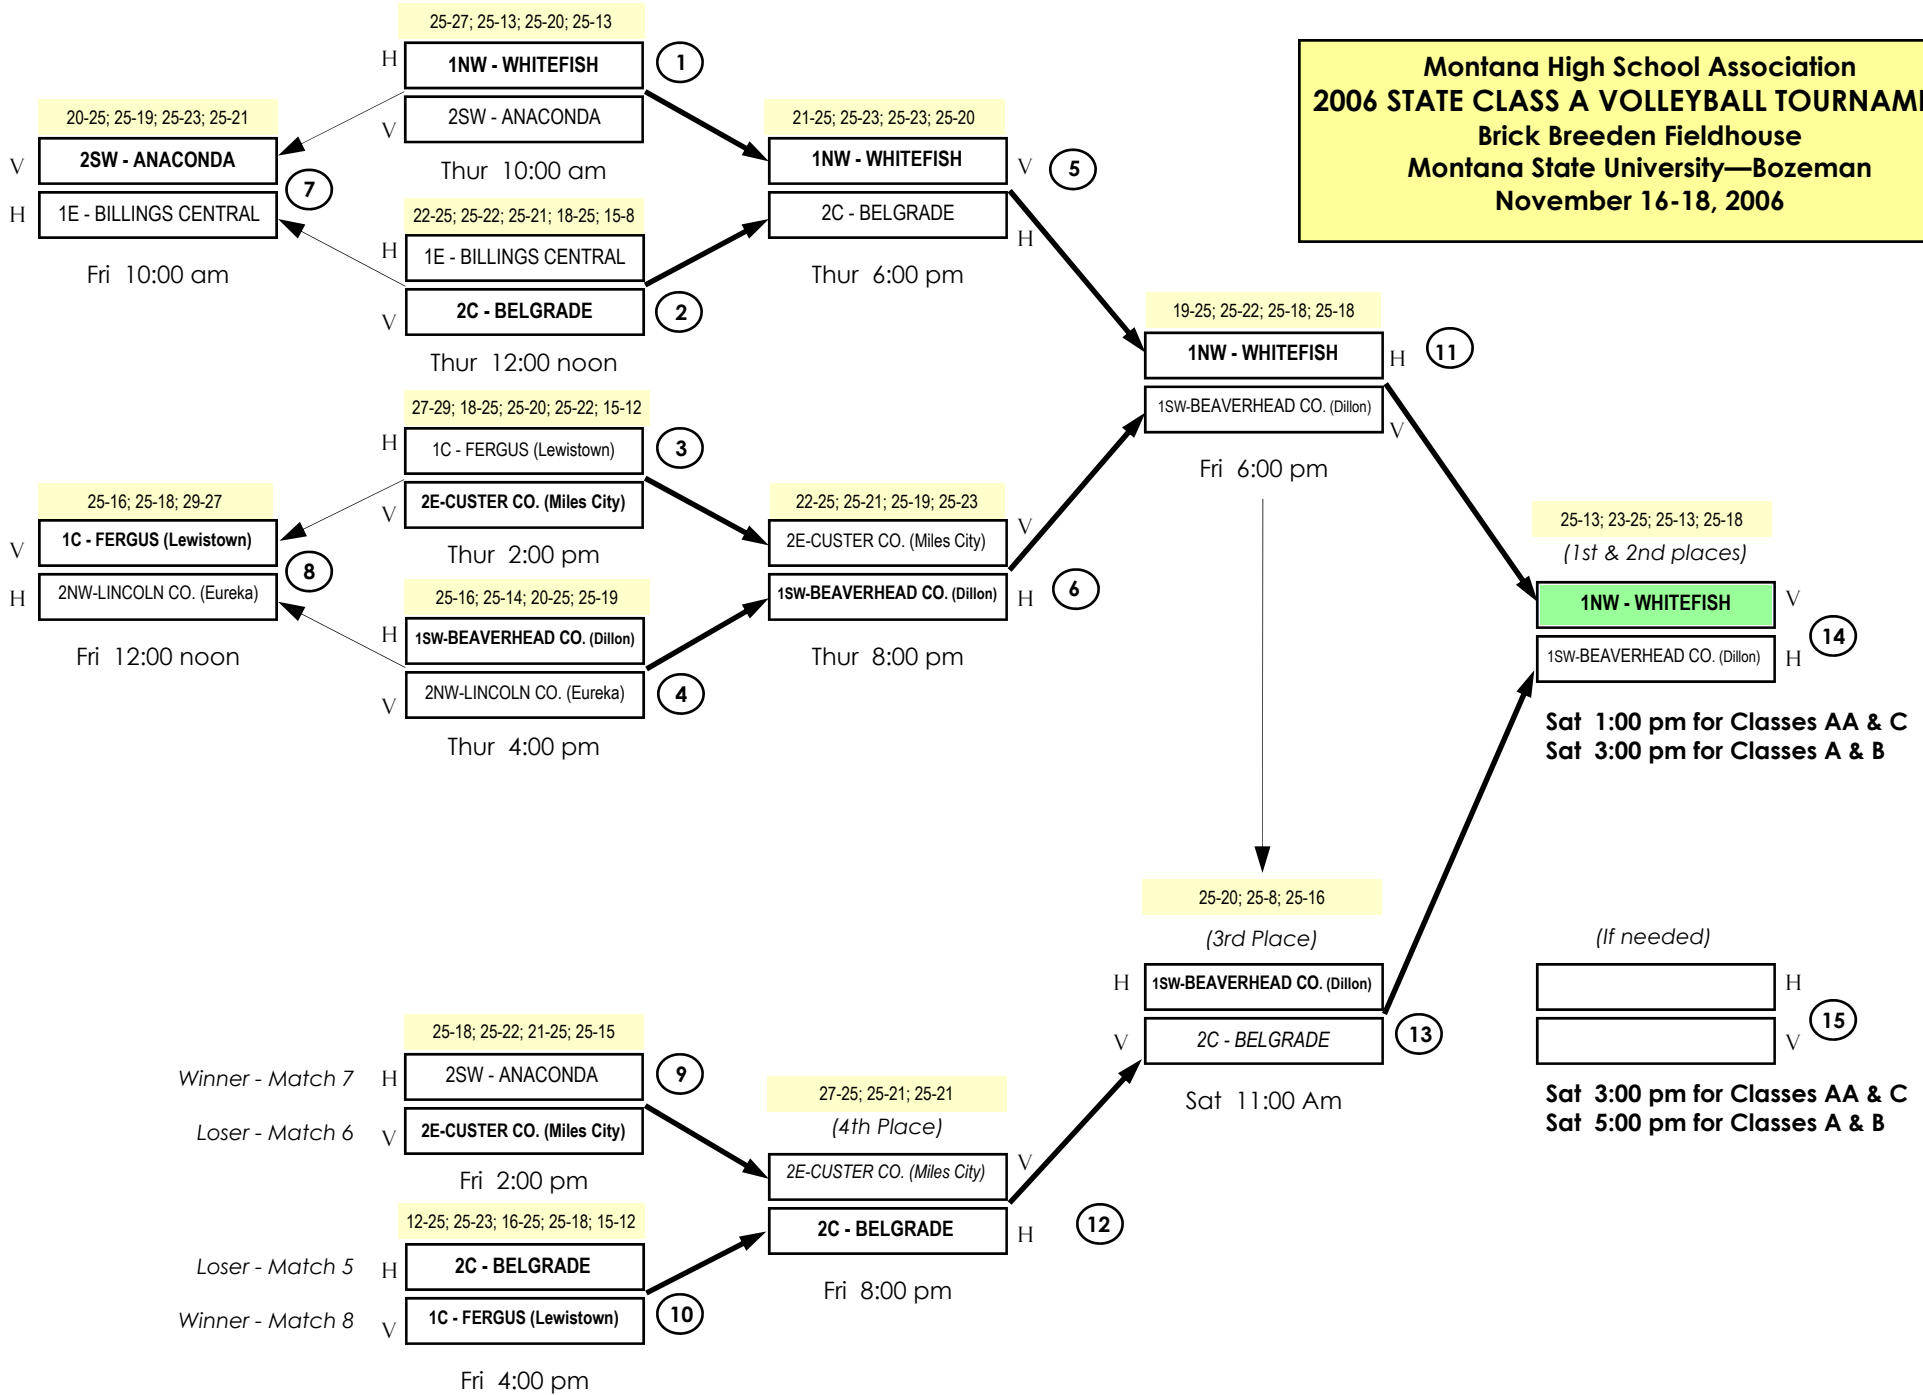 Montana High School Association
2006 STATE CLASS A VOLLEYBALL TOURNAM
Brick Breeden Fieldhouse
Montana State University—Bozeman
November 16-18, 2006
25-27; 25-13; 25-20; 25-13
H 1NW - WHITEFISH 1
V 2SW - ANACONDA
Thur 10:00 am
20-25; 25-19; 25-23; 25-21
V 2SW - ANACONDA
7
H 1E - BILLINGS CENTRAL
Fri 10:00 am
22-25; 25-22; 25-21; 18-25; 15-8
H 1E - BILLINGS CENTRAL
V 2C - BELGRADE 2
Thur 12:00 noon
21-25; 25-23; 25-23; 25-20
1NW - WHITEFISH V 5
2C - BELGRADE H
Thur 6:00 pm
27-29; 18-25; 25-20; 25-22; 15-12
H 1C - FERGUS (Lewistown) 3
V 2E-CUSTER CO. (Miles City)
Thur 2:00 pm
25-16; 25-18; 29-27
V 1C - FERGUS (Lewistown)
8
H 2NW-LINCOLN CO. (Eureka)
Fri 12:00 noon
25-16; 25-14; 20-25; 25-19
H 1SW-BEAVERHEAD CO. (Dillon)
V 2NW-LINCOLN CO. (Eureka) 4
Thur 4:00 pm
22-25; 25-21; 25-19; 25-23
2E-CUSTER CO. (Miles City) V
1SW-BEAVERHEAD CO. (Dillon) H 6
Thur 8:00 pm
19-25; 25-22; 25-18; 25-18
1NW - WHITEFISH H 11
1SW-BEAVERHEAD CO. (Dillon) V
Fri 6:00 pm
25-13; 23-25; 25-13; 25-18
(1st & 2nd places)
1NW - WHITEFISH V
14
1SW-BEAVERHEAD CO. (Dillon) H
Sat 1:00 pm for Classes AA & C
Sat 3:00 pm for Classes A & B
25-20; 25-8; 25-16
(3rd Place)
H 1SW-BEAVERHEAD CO. (Dillon)
V 2C - BELGRADE 13
Sat 11:00 Am
(If needed)
H
15
V
Sat 3:00 pm for Classes AA & C
Sat 5:00 pm for Classes A & B
25-18; 25-22; 21-25; 25-15
Winner - Match 7 H 2SW - ANACONDA 9
Loser - Match 6 V 2E-CUSTER CO. (Miles City)
Fri 2:00 pm
12-25; 25-23; 16-25; 25-18; 15-12
Loser - Match 5 H 2C - BELGRADE
Winner - Match 8 V 1C - FERGUS (Lewistown) 10
Fri 4:00 pm
27-25; 25-21; 25-21
(4th Place)
2E-CUSTER CO. (Miles City) V
2C - BELGRADE H 12
Fri 8:00 pm